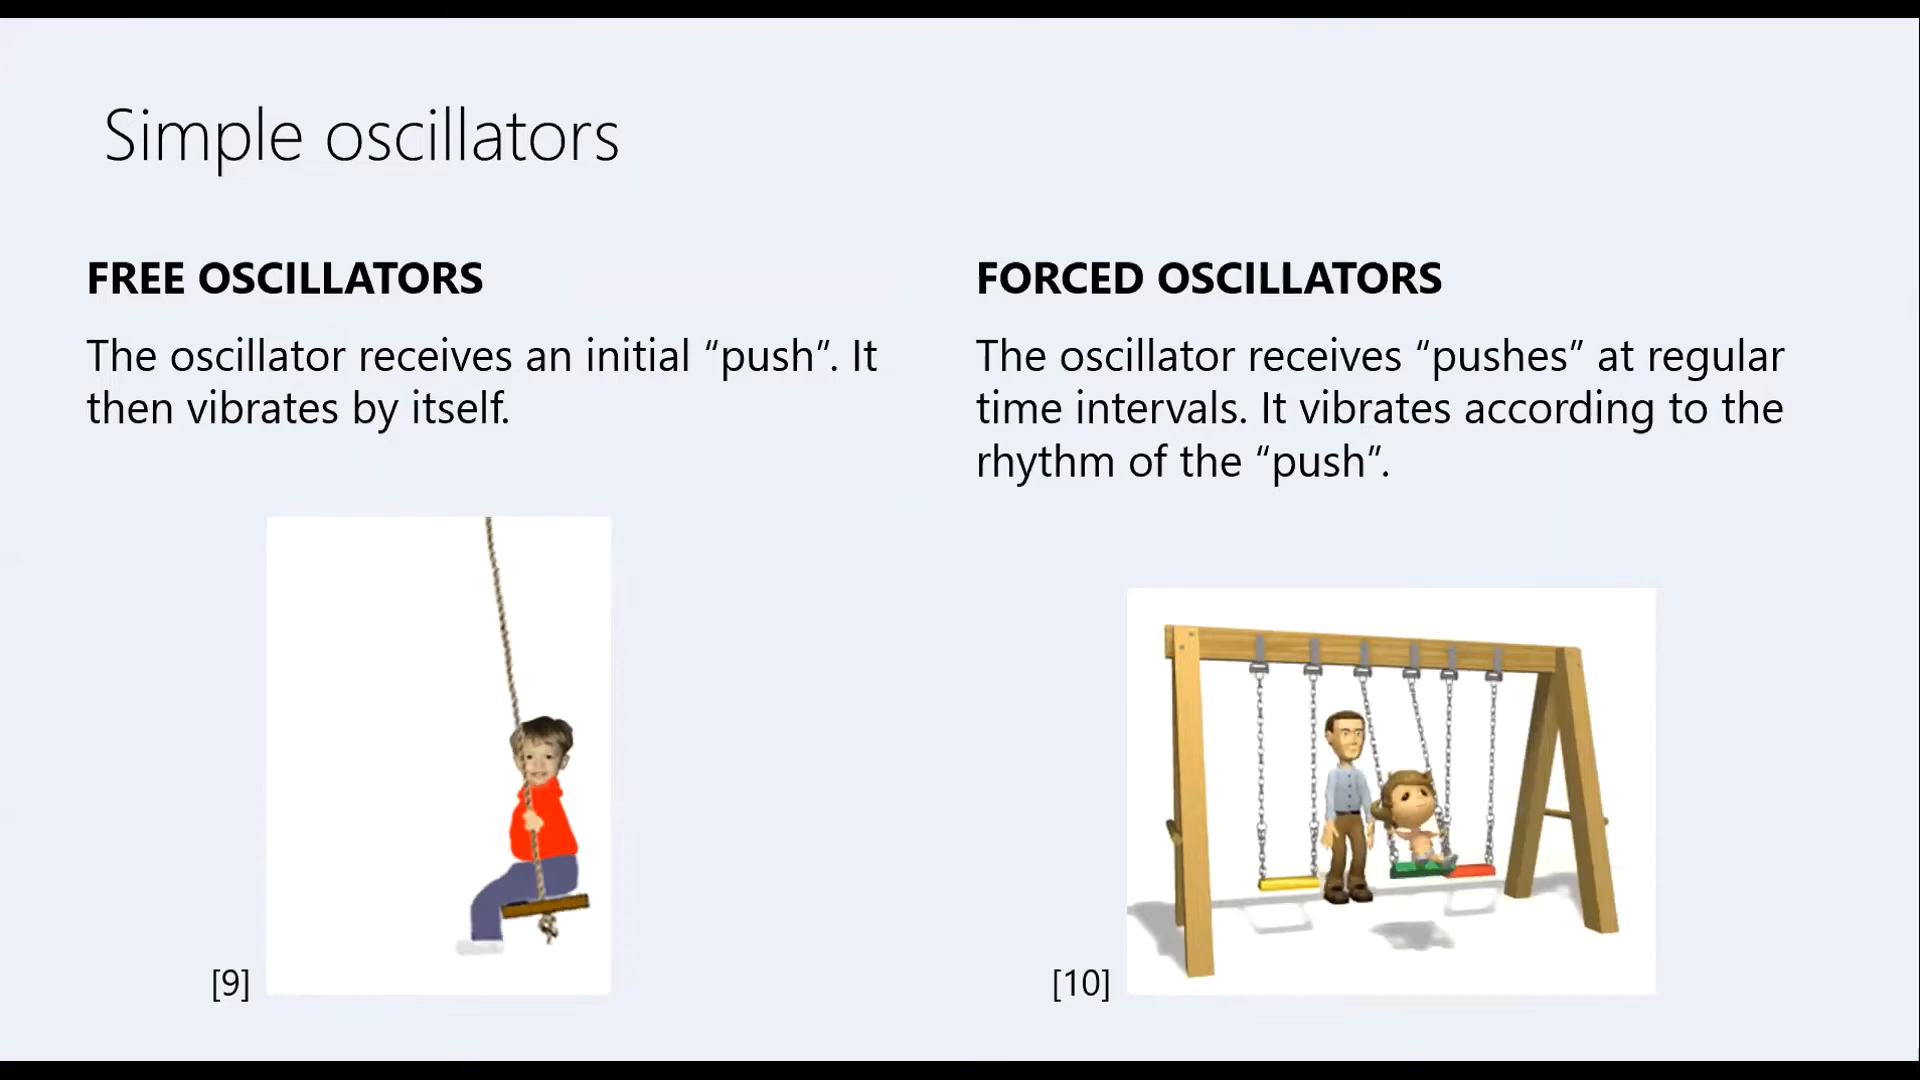 Simple oscillators
FREE OSCILLATORS
The oscillator receives an initial “push”. It
then vibrates by itself.
[9]
FORCED OSCILLATORS
The oscillator receives “pushes” at regular
time intervals. It vibrates according to the
rhythm of the “push”.
[10]